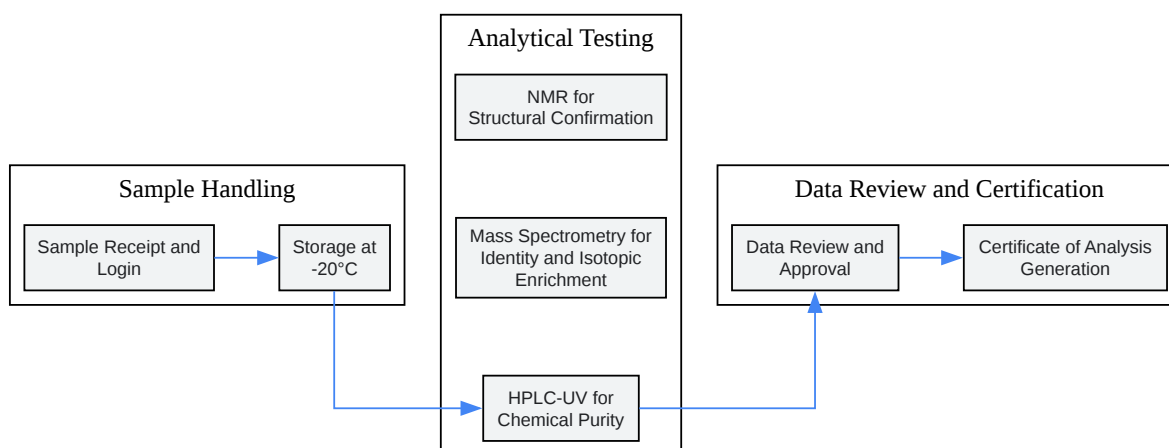 Analytical Testing
NMR for
Structural Confirmation
Sample Handling
Data Review and Certification
Sample Receipt and
Login
Storage at
-20°C
Mass Spectrometry for
Identity and Isotopic
Enrichment
Data Review and
Approval
Certificate of Analysis
Generation
HPLC-UV for
Chemical Purity